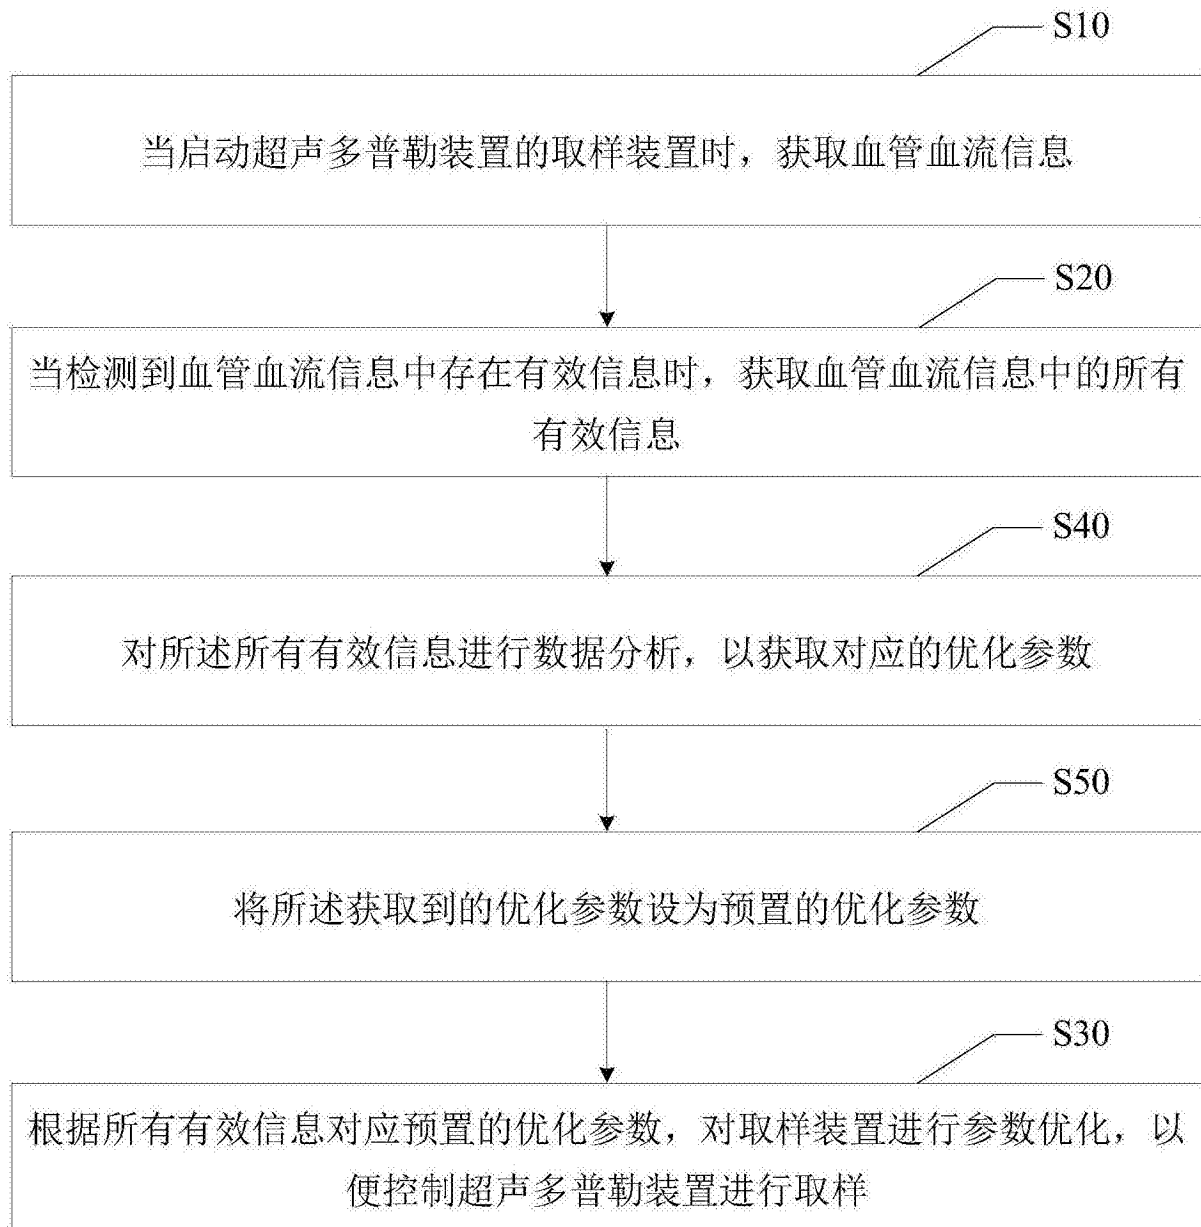 S10
当启动超声多普勒装置的取样装置时，获取血管血流信息
S20
当检测到血管血流信息中存在有效信息时，获取血管血流信息中的所有
有效信息
S40
对所述所有有效信息进行数据分析，以获取对应的优化参数
S50
将所述获取到的优化参数设为预置的优化参数
S30
根据所有有效信息对应预置的优化参数，对取样装置进行参数优化，以
便控制超声多普勒装置进行取样